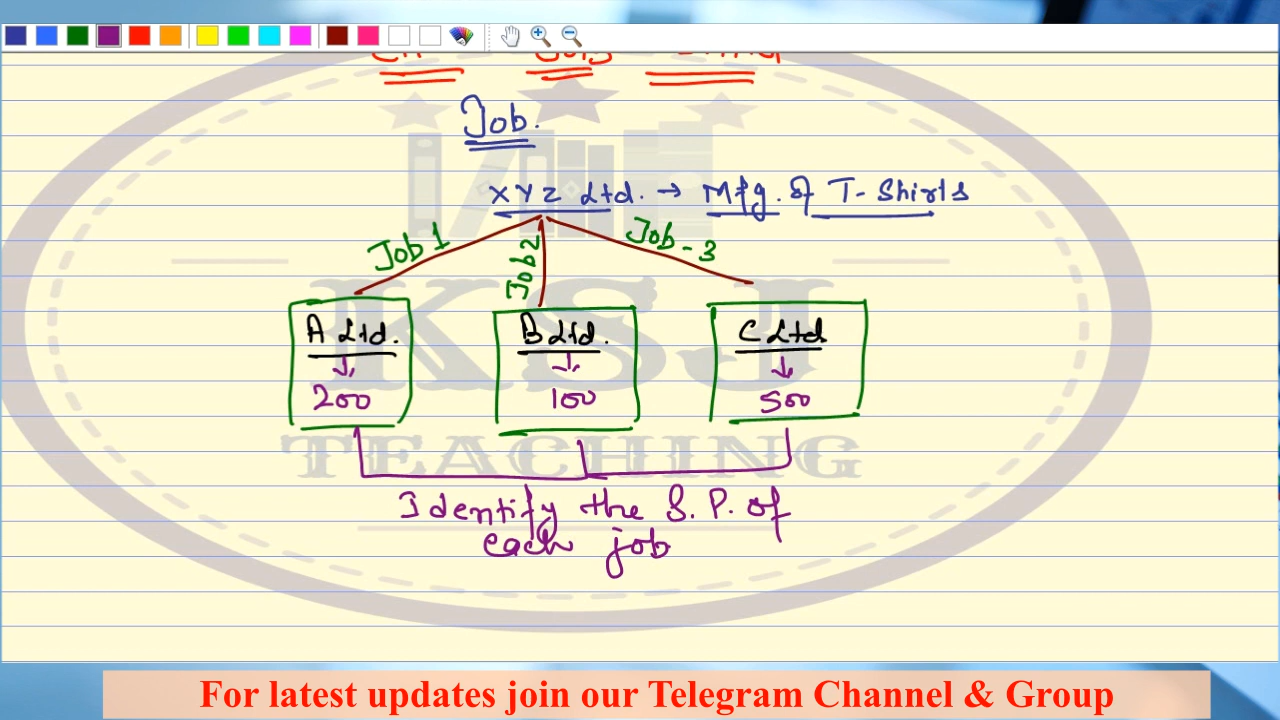 Job.
XYZ Ltd. → Mfg. of T-Shirts
Job 1 Job 2 Job-3
A Ltd. B Ltd. C Ltd
↓ ↓ ↓
200 100 500
KSJ
TEACHING
Identify the S.P. of
each job
For latest updates join our Telegram Channel & Group